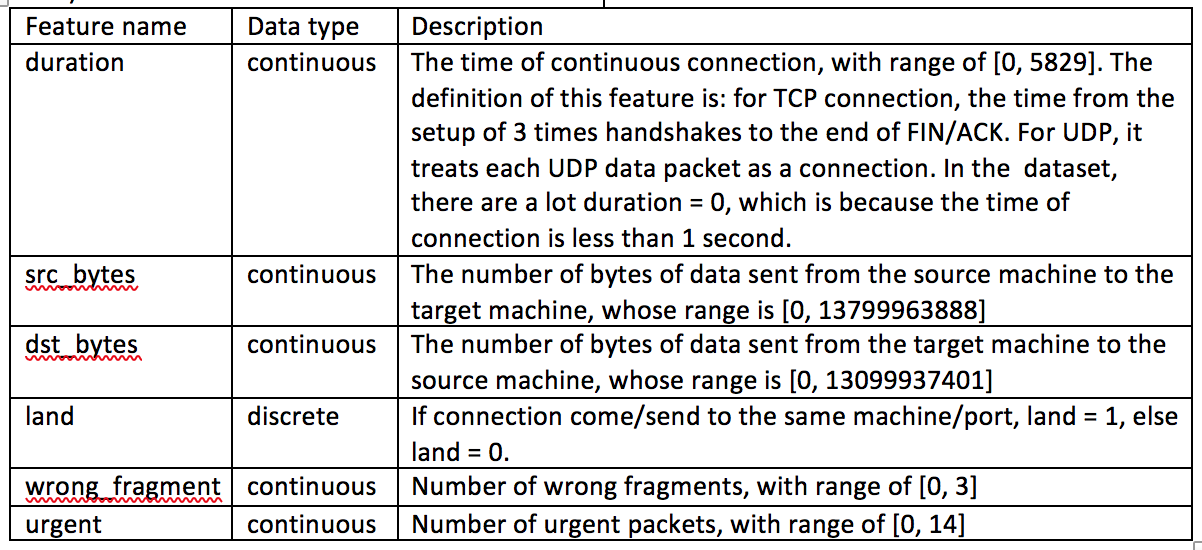 Feature name Data type Description
duration continuous The time of continuous connection, with range of [0, 5829]. The
definition of this feature is: for TCP connection, the time from the
setup of 3 times handshakes to the end of FIN/ACK. For UDP, it
treats each UDP data packet as a connection. In the  dataset,
there are a lot duration = 0, which is because the time of
connection is less than 1 second.
src_bytes continuous The number of bytes of data sent from the source machine to the
target machine, whose range is [0, 13799963888]
dst_bytes continuous The number of bytes of data sent from the target machine to the
source machine, whose range is [0, 13099937401]
land discrete If connection come/send to the same machine/port, land = 1, else
land = 0.
wrong_fragment continuous Number of wrong fragments, with range of [0, 3]
urgent continuous Number of urgent packets, with range of [0, 14]